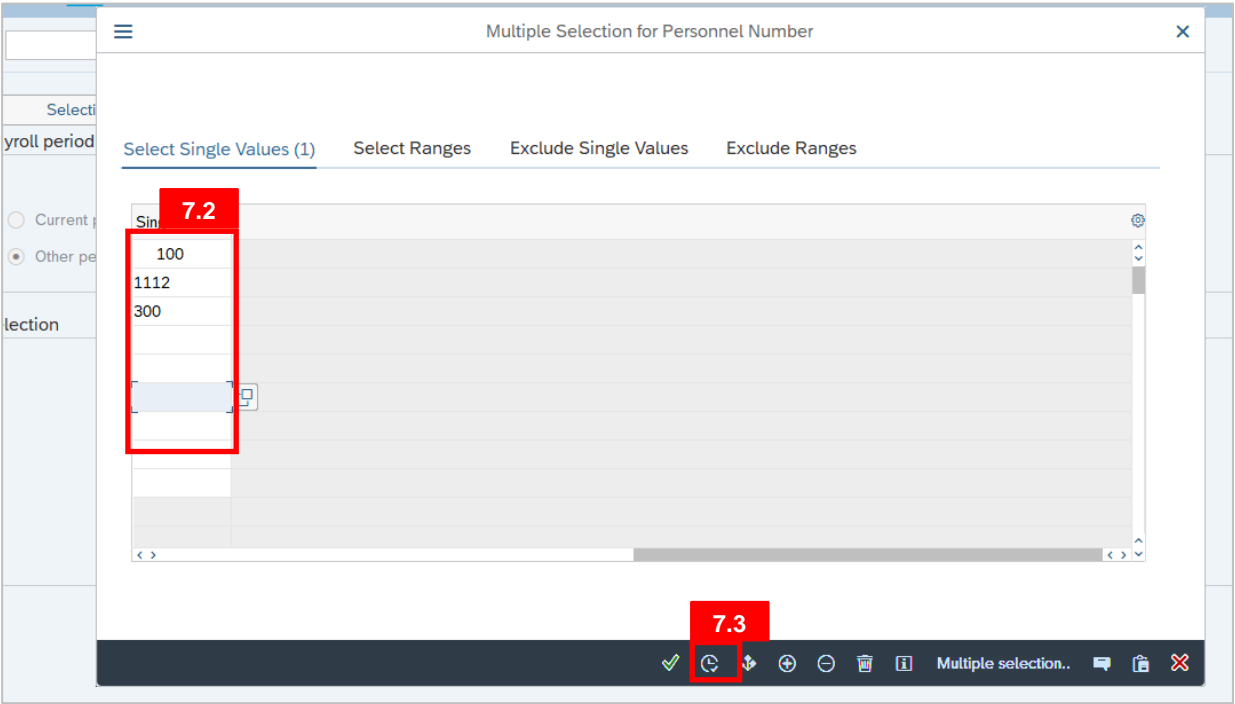 Multiple Selection for Personnel Number
Selecti
yroll period
Select Single Values (1) Select Ranges Exclude Single Values Exclude Ranges
7.2
Sin
Current p
Other pe
100
1112
300
lection
7.3
Multiple selection..